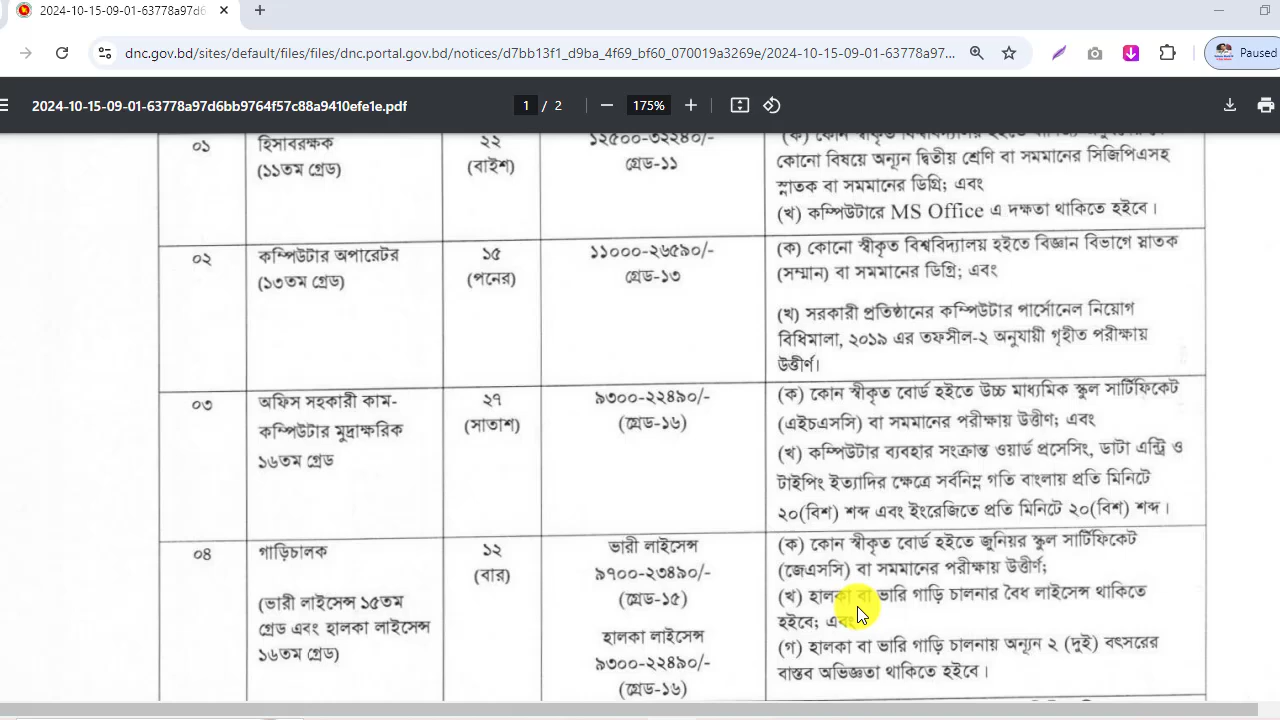 2024-10-15-09-01-63778a97d6
dnc.gov.bd/sites/default/files/files/dnc.portal.gov.bd/notices/07bb13f1_d9ba_4f69_bf60_070019a3269e/2024-10-15-09-01-63778a97...
Paused
2024-10-15-09-01-63778a97d6bb9764f57c88a9410efe1e.pdf
1 / 2
175%
০১ হিসাবরক্ষক ২২ ১২৫০০-৩২২৪০/- (ক) কোন স্বীকৃত
(১১তম গ্রেড) (বাইশ) গ্রেড-১১ কোনো বিষয়ে অন্যূন দ্বিতীয় শ্রেণি বা সমমানের সিজিপিএসহ
স্নাতক বা সমমানের ডিগ্রি; এবং
(খ) কম্পিউটারে MS Office এ দক্ষতা থাকিতে হইবে।
০২ কম্পিউটার অপারেটর ১৫ ১১০০০-২৬৫৯০/- (ক) কোনো স্বীকৃত বিশ্ববিদ্যালয় হইতে বিজ্ঞান বিভাগে স্নাতক
(১৩তম গ্রেড) (পনের) গ্রেড-১৩ (সম্মান) বা সমমানের ডিগ্রি; এবং
(খ) সরকারী প্রতিষ্ঠানের কম্পিউটার পার্সোনেল নিয়োগ
বিধিমালা, ২০১৯ এর তফসীল-২ অনুযায়ী গৃহীত পরীক্ষায়
উত্তীর্ণ।
০৩ অফিস সহকারী কাম- ২৭ ৯৩০০-২২৪৯০/- (ক) কোন স্বীকৃত বোর্ড হইতে উচ্চ মাধ্যমিক স্কুল সার্টিফিকেট
কম্পিউটার মুদ্রাক্ষরিক (সাতাশ) (গ্রেড-১৬) (এইচএসসি) বা সমমানের পরীক্ষায় উত্তীর্ণ; এবং
১৬তম গ্রেড (খ) কম্পিউটার ব্যবহার সংক্রান্ত ওয়ার্ড প্রসেসিং, ডাটা এন্ট্রি ও
টাইপিং ইত্যাদির ক্ষেত্রে সর্বনিম্ন গতি বাংলায় প্রতি মিনিটে
২০(বিশ) শব্দ এবং ইংরেজিতে প্রতি মিনিটে ২০(বিশ) শব্দ।
০৪ গাড়িচালক ১২ ভারী লাইসেন্স (ক) কোন স্বীকৃত বোর্ড হইতে জুনিয়র স্কুল সার্টিফিকেট
(বার) ৯৭০০-২৩৪৯০/- (জেএসসি) বা সমমানের পরীক্ষায় উত্তীর্ণ;
(ভারী লাইসেন্স ১৫তম (গ্রেড-১৫) (খ) হালকা বা ভারি গাড়ি চালনার বৈধ লাইসেন্স থাকিতে
গ্রেড এবং হালকা লাইসেন্স হালকা লাইসেন্স হইবে; এবং
১৬তম গ্রেড) ৯৩০০-২২৪৯০/- (গ) হালকা বা ভারি গাড়ি চালনায় অন্যূন ২ (দুই) বৎসরের
(গ্রেড-১৬) বাস্তব অভিজ্ঞতা থাকিতে হইবে।